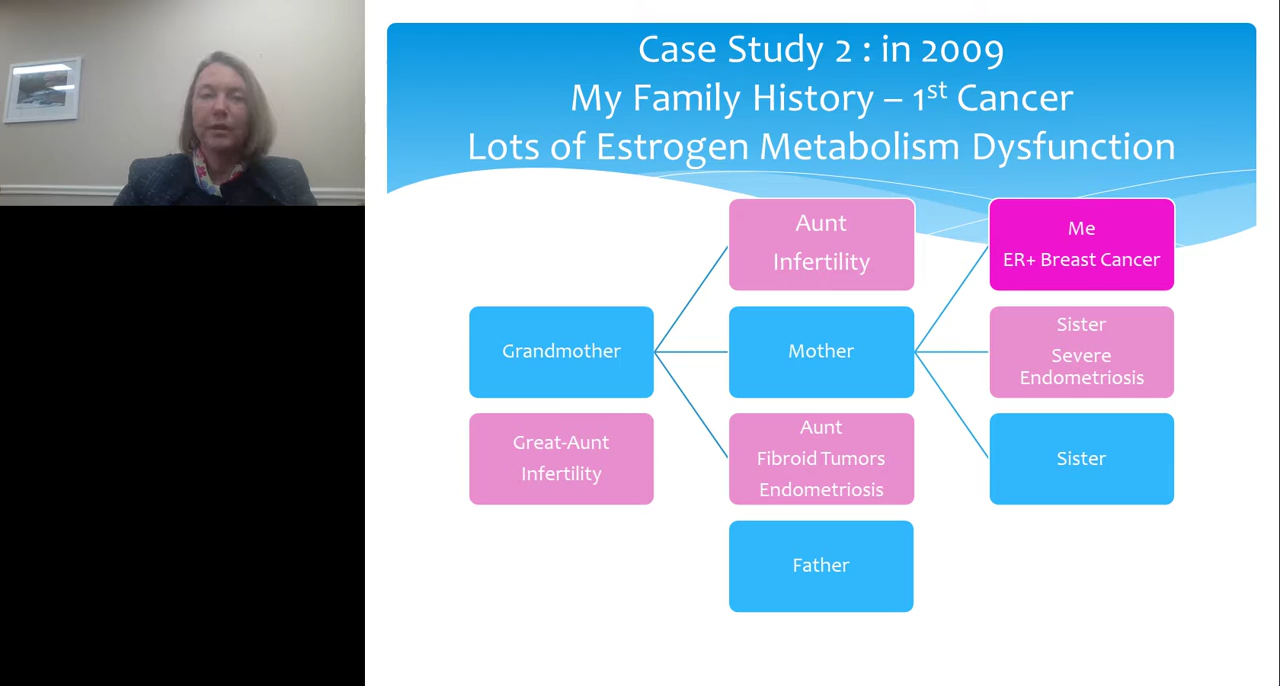 Case Study 2 : in 2009
My Family History – 1st Cancer
Lots of Estrogen Metabolism Dysfunction
Aunt
Infertility
Me
ER+ Breast Cancer
Grandmother
Mother
Sister
Severe
Endometriosis
Great-Aunt
Infertility
Aunt
Fibroid Tumors
Endometriosis
Sister
Father